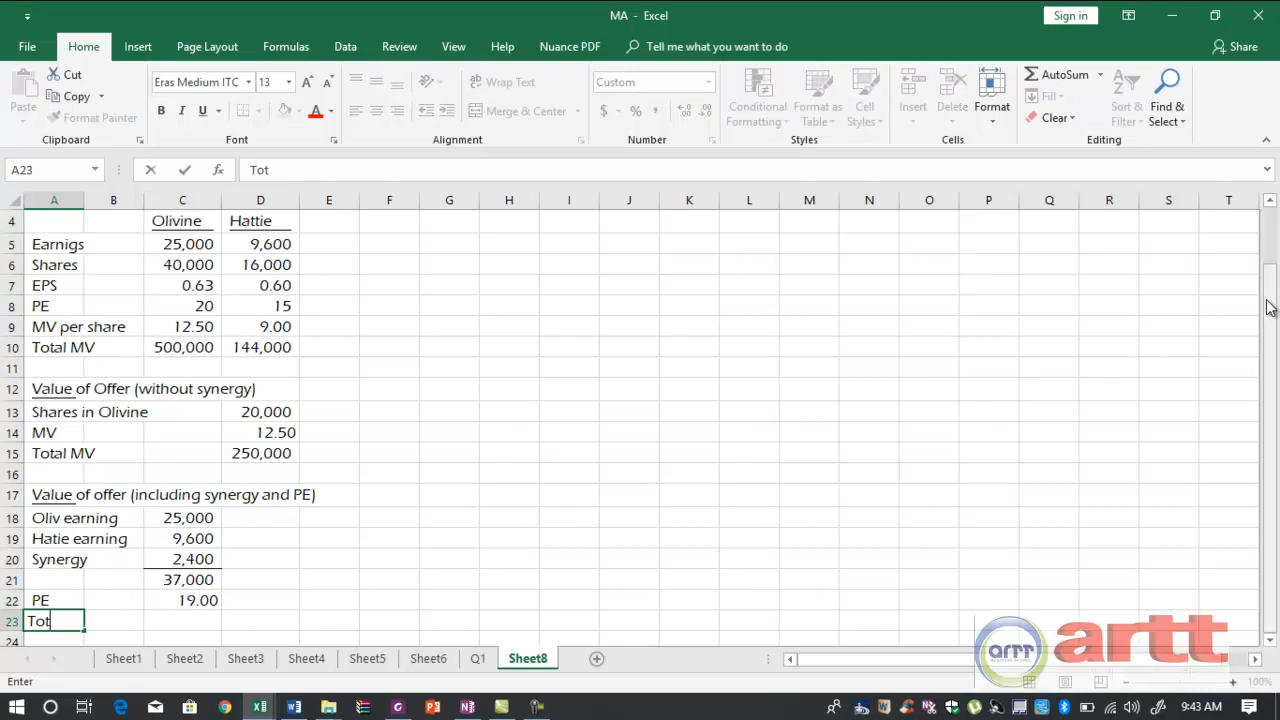 MA - Excel
Sign in
File Home Insert Page Layout Formulas Data Review View Help Nuance PDF Tell me what you want to do Share
Paste Cut Copy Format Painter
Clipboard
Eras Medium ITC 13
B I U A
Font
Wrap Text
Merge & Center
Alignment
Custom
$ % ,
Number
Conditional Formatting Format as Table Cell Styles
Styles
Insert Delete Format
Cells
AutoSum Fill Clear Sort & Filter Find & Select
Editing
A23 fx Tot
A B C D E F G H I J K L M N O P Q R S T
4 Olivine Hattie
5 Earnigs 25,000 9,600
6 Shares 40,000 16,000
7 EPS 0.63 0.60
8 PE 20 15
9 MV per share 12.50 9.00
10 Total MV 500,000 144,000
11
12 Value of Offer (without synergy)
13 Shares in Olivine 20,000
14 MV 12.50
15 Total MV 250,000
16
17 Value of offer (including synergy and PE)
18 Oliv earning 25,000
19 Hatie earning 9,600
20 Synergy 2,400
21 37,000
22 PE 19.00
23 Tot
24
artt
artt
Sheet1 Sheet2 Sheet3 Sheet4 Sheet5 Sheet6 Q1 Sheet8
Enter 100%
9:43 AM